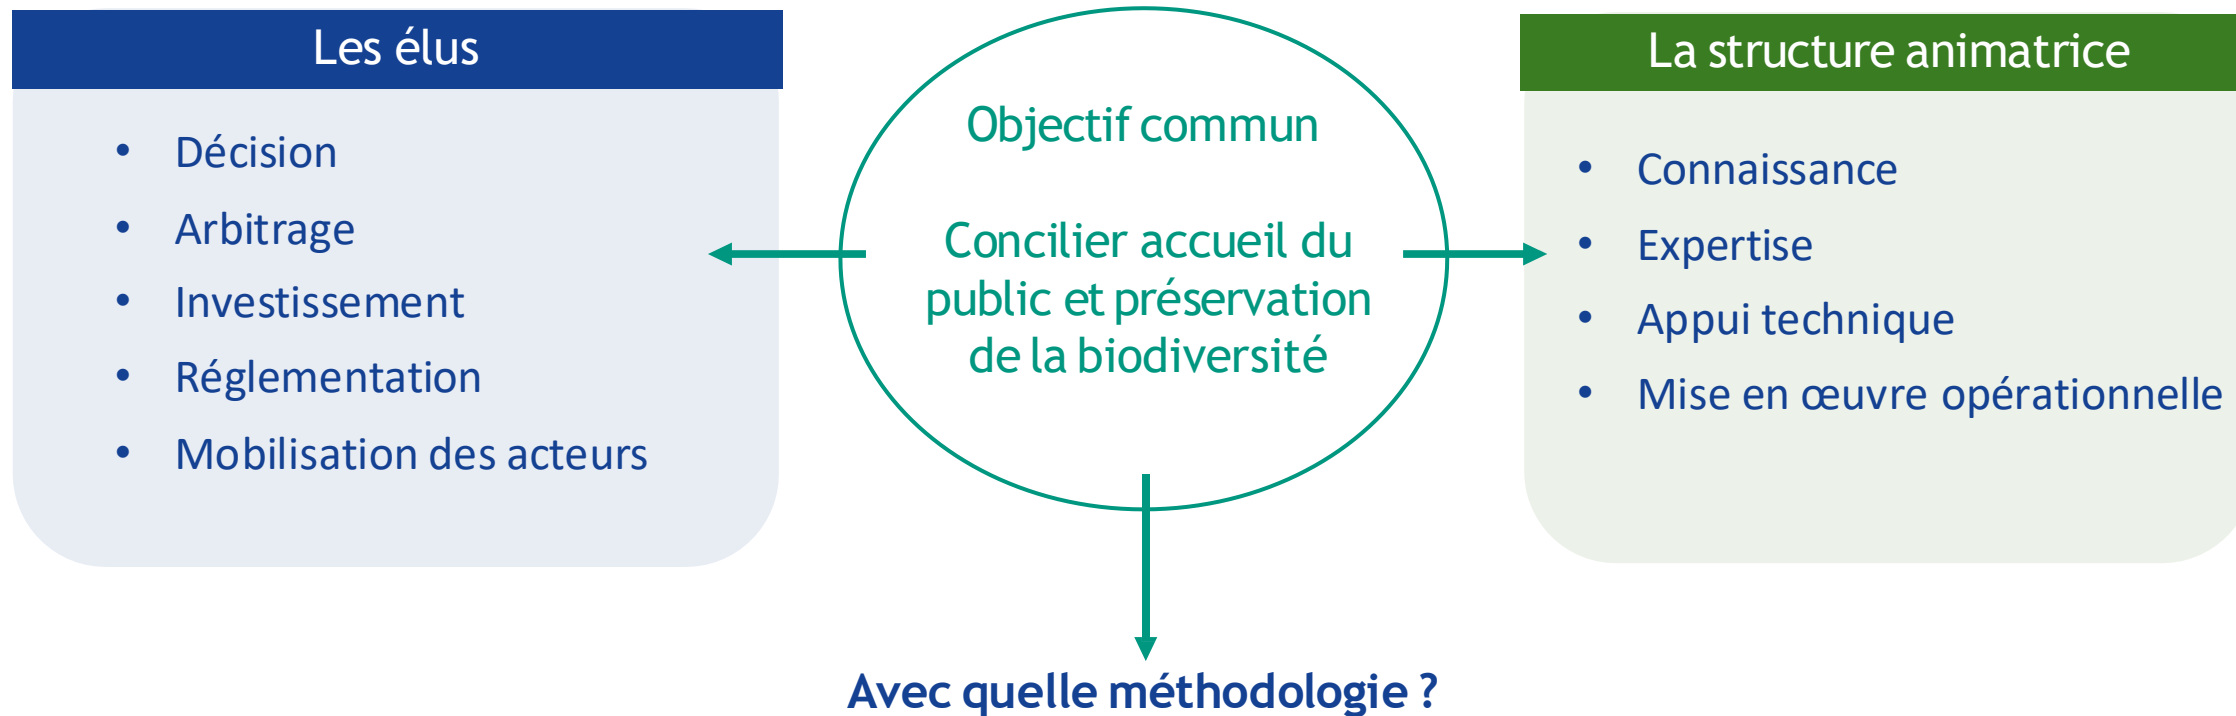 Les élus
• Décision
• Arbitrage
• Investissement
• Réglementation
• Mobilisation des acteurs
Objectif commun
Concilier accueil du
public et préservation
de la biodiversité
La structure animatrice
• Connaissance
• Expertise
• Appui technique
• Mise en œuvre opérationnelle
Avec quelle méthodologie ?